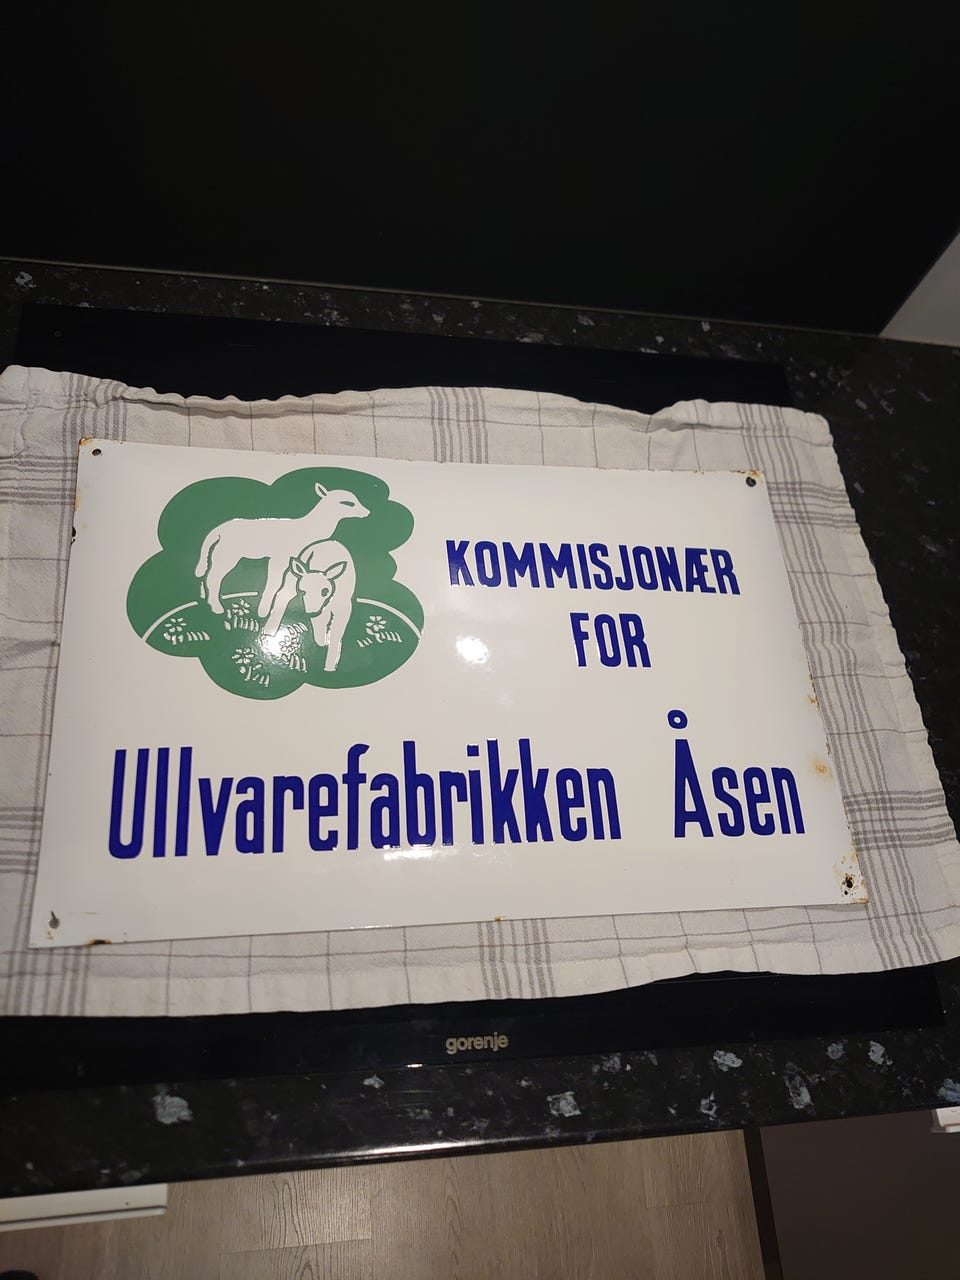 KOMMISJONÆR
FOR
Ullvarefabrikken Åsen
gorenje